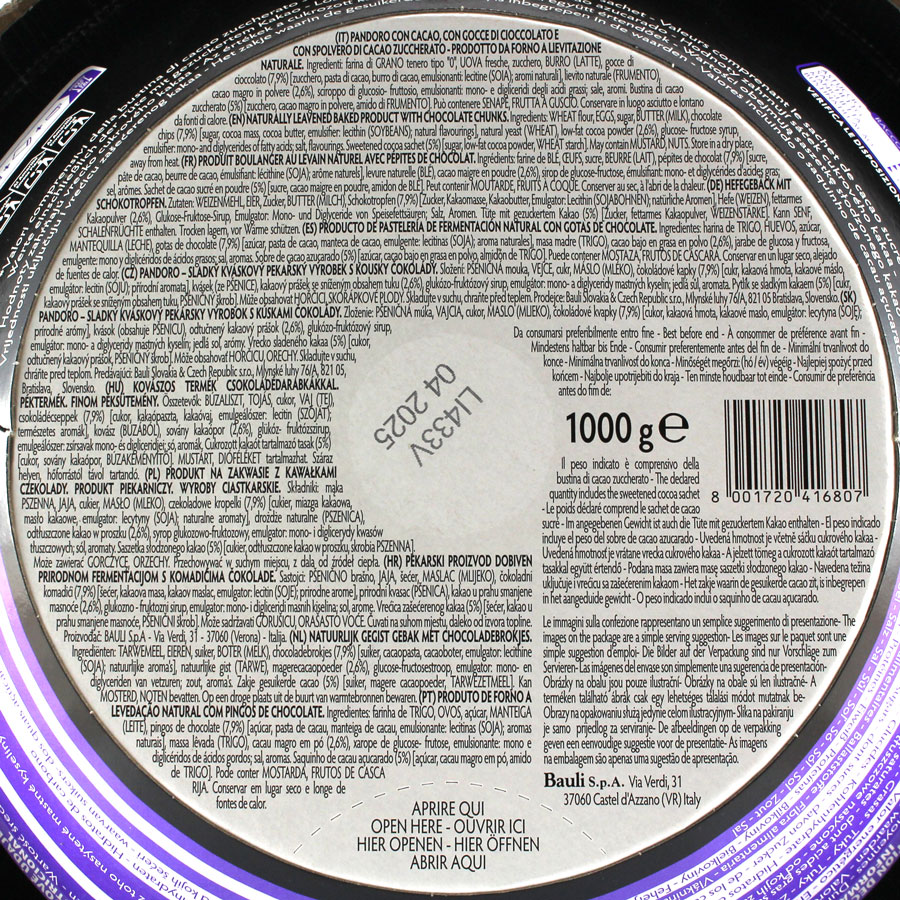 (IT) PANDORO CON CACAO, CON GOCCE DI CIOCCOLATO E
CON SPOLVERO DI CACAO ZUCCHERATO - PRODOTTO DA FORNO A LIEVITAZIONE
NATURALE. Ingredienti: farina di GRANO tenero tipo "0", UOVA fresche, zucchero, BURRO (LATTE), gocce di
cioccolato (7,9%) [zucchero, pasta di cacao, burro di cacao, emulsionanti: lecitine (SOIA); aromi naturali], lievito naturale (FRUMENTO),
cacao magro in polvere (2,6%), sciroppo di glucosio- fruttosio, emulsionanti: mono- e digliceridi degli acidi grassi; sale, aromi. Bustina di cacao
zuccherato (5%) [zucchero, cacao magro in polvere, amido di FRUMENTO]. Può contenere SENAPE, FRUTTA A GUSCIO. Conservare in luogo asciutto e lontano
da fonti di calore. (EN) NATURALLY LEAVENED BAKED PRODUCT WITH CHOCOLATE CHUNKS. Ingredients: WHEAT flour, EGGS, sugar, BUTTER (MILK), chocolate
chips (7,9%) [sugar, cocoa mass, cocoa butter, emulsifier: lecithin (SOYBEANS); natural flavourings], natural yeast (WHEAT), low-fat cocoa powder (2,6%), glucose- fructose syrup,
emulsifier: mono- and diglycerides of fatty acids; salt, flavourings. Sweetened cocoa sachet (5%) [sugar, low-fat cocoa powder, WHEAT starch]. May contain MUSTARD, NUTS. Store in a dry place,
away from heat. (FR) PRODUIT BOULANGER AU LEVAIN NATUREL AVEC PÉPITES DE CHOCOLAT. Ingrédients: farine de BLÉ, ŒUFS, sucre, BEURRE (LAIT), pépites de chocolat (7,9%) [sucre,
pâte de cacao, beurre de cacao, émulsifiant: lécithine (SOJA); arôme naturels], levure naturelle (BLÉ), cacao maigre en poudre (2,6%), sirop de glucose-fructose, émulsifiant: mono- et diglycérides d'acides gras;
sel, arômes. Sachet de cacao sucré en poudre (5%) [sucre, cacao maigre en poudre, amidon de BLÉ]. Peut contenir MOUTARDE, FRUITS À COQUE. Conserver au sec, à l'abri de la chaleur. (DE) HEFEGEBÄCK MIT
SCHOKOTROPFEN. Zutaten: WEIZENMEHL, EIER, Zucker, BUTTER (MILCH), Schokotropfen (7,9%) [Zucker, Kakaomasse, Kakaobutter, Emulgator: Lecithin (SOJABOHNEN); natürliche Aromen], Hefe (WEIZEN), fettarmes
Kakaopulver (2,6%), Glukose-Fruktose-Sirup, Emulgator: Mono- und Diglyceride von Speisefettsäuren; Salz, Aromen. Tüte mit gezuckertem Kakao (5%) [Zucker, fettarmes Kakaopulver, WEIZENSTÄRKE]. Kann SENF,
SCHALENFRÜCHTE enthalten. Trocken lagern, vor Wärme schützen. (ES) PRODUCTO DE PASTELERÍA DE FERMENTACIÓN NATURAL CON GOTAS DE CHOCOLATE. Ingredientes: harina de TRIGO, HUEVOS, azúcar,
MANTEQUILLA (LECHE), gotas de chocolate (7,9%) [azúcar, pasta de cacao, manteca de cacao, emulgente: lecitinas (SOJA); aroma naturales], masa madre (TRIGO), cacao bajo en grasa en polvo (2,6%), jarabe de glucosa y fructosa,
emulgente: mono y diglicéridos de ácidos grasos, sal, aromas. Sobre de cacao azucarado (5%) [azúcar, cacao bajo en grasa en polvo, almidón de TRIGO]. Puede contener MOSTAZA, FRUTOS DE CÁSCARA. Conservar en un lugar seco, alejado
de fuentes de calor. (CZ) PANDORO - SLADKÝ KVÁSKOVÝ PEKAŘSKÝ VÝROBEK S KOUSKY ČOKOLÁDY. Složení: PŠENIČNÁ MOUKA, VEJCE, cukr, MÁSLO (MLÉKO), čokoládové kapky (7,9%) [cukr, kakaová hmota, kakaové máslo,
emulgátor: lecitin (SOJA); přírodní aromata], kvásek (ze PŠENICE), kakaový prášek se sníženým obsahem tuku (2,6%), glukózo-fruktózový sirup, emulgátor: mono- a diglyceridy mastných kyselin; jedlá sůl, aromata. Pytlík se sladkým kakaem (5%) [cukr,
kakaový prášek se sníženým obsahem tuku, PŠENIČNÝ škrob]. Může obsahovat HOŘČICI, SKOŘÁPKOVÉ PLODY. Skladujte v suchu, chraňte před teplem. Prodejce: Bauli Slovakia & Czech Republic s.r.o., Mlynské luhy 76/A, 821 05 Bratislava, Slovensko. (SK)
PANDORO - SLADKÝ KVÁSKOVÝ PEKÁRSKY VÝROBOK S KÚSKAMI ČOKOLÁDY. Zloženie: PŠENIČNÁ múka, VAJCIA, cukor, MASLO (MLIEKO), čokoládové kvapky (7,9%) [cukor, kakaová hmota, kakaové maslo, emulgátor: lecytina (SÓJA);
prírodné arómy], kvások (obsahuje PŠENICU), odtučnený kakaový prášok (2,6%), glukózo-fruktózový sirup,
emulgátor: mono- a diglyceridy mastných kyselín; jedlá soľ, arómy. Vrecko sladeného kakaa (5%) [cukor,
odtučnený kakaový prášok, PŠENIČNÝ škrob]. Môže obsahovať HORČICU, ORECHY. Skladujte v suchu,
chráňte pred teplom. Predávajúci: Bauli Slovakia & Czech Republic s.r.o., Mlynské luhy 76/A, 821 05,
Bratislava, Slovensko. (HU) KOVÁSZOS TERMÉK CSOKOLÁDÉDARABKÁKKAL.
PÉKTERMÉK. FINOM PÉKSÜTEMÉNY. Összetevők: BÚZALISZT, TOJÁS, cukor, VAJ (TEJ),
csokoládécseppek (7,9%) [cukor, kakaópaszta, kakaóvaj, emulgeálószer: lecitin (SZÓJÁT);
természetes aromák], kovász (BÚZÁBÓL), sovány kakaópor (2,6%), glükóz- fruktózszirup,
emulgeálószer: zsírsavak mono- és digliceridjei; só, aromák. Cukrozott kakaót tartalmazó tasak (5%)
[cukor, sovány kakaópor, BÚZAKEMÉNYÍTŐ]. MUSTÁRT, DIÓFÉLÉKET tartalmazhat. Száraz
helyen, hőforrástól távol tartandó. (PL) PRODUKT NA ZAKWASIE Z KAWAŁKAMI
CZEKOLADY. PRODUKT PIEKARNICZY. WYROBY CIASTKARSKIE. Składniki: mąka
PSZENNA, JAJA, cukier, MASŁO (MLEKO), czekoladowe kropelki (7,9%) [cukier, miazga kakaowa,
masło kakaowe, emulgator: lecytyny (SOJA); naturalne aromaty], drożdże naturalne (PSZENICA),
odtłuszczone kakao w proszku (2,6%), syrop glukozowo-fruktozowy, emulgator: mono- i diglicerydy kwasów
tłuszczowych; sól, aromaty. Saszetka słodzonego kakao (5%) [cukier, odtłuszczone kakao w proszku, skrobia PSZENNA].
Może zawierać GORCZYCĘ, ORZECHY. Przechowywać w suchym miejscu, z dala od źródeł ciepła. (HR) PEKARSKI PROIZVOD DOBIVEN
PRIRODNOM FERMENTACIJOM S KOMADIĆIMA ČOKOLADE. Sastojci: PŠENIČNO brašno, JAJA, šećer, MASLAC (MLIJEKO), čokoladni
komadići (7,9%) [šećer, kakaova masa, kakaov maslac, emulgator: lecitin (SOJE); prirodne arome], prirodni kvasac (PŠENICA), kakao u prahu smanjene
masnoće (2,6%), glukozno - fruktozni sirup, emulgator: mono- i digliceridi masnih kiselina; sol, arome. Vrećica zašećerenog kakaa (5%) [šećer, kakao u
prahu smanjene masnoće, PŠENIČNI škrob]. Može sadržavati GORUŠICU, ORAŠASTO VOĆE. Čuvati na suhom mjestu, daleko od izvora topline.
Proizvođač: BAULI S.p.A - Via Verdi, 31 - 37060 (Verona) - Italija. (NL) NATUURLIJK GEGIST GEBAK MET CHOCOLADEBROKJES.
Ingrediënten: TARWEMEEL, EIEREN, suiker, BOTER (MELK), chocoladebrokjes (7,9%) [suiker, cacaopasta, cacaoboter, emulgator: lecithine
(SOJA); natuurlijke aroma's], natuurlijke gist (TARWE), magerecacaopoeder (2,6%), glucose-fructosestroop, emulgator: mono- en
diglyceriden van vetzuren; zout, aroma's. Zakje gesuikerde cacao (5%) [suiker, magere cacaopoeder, TARWEZETMEEL]. Kan
MOSTERD, NOTEN bevatten. Op een droge plaats uit de buurt van warmtebronnen bewaren. (PT) PRODUTO DE FORNO A
LEVEDAÇÃO NATURAL COM PINGOS DE CHOCOLATE. Ingredientes: farinha de TRIGO, OVOS, açúcar, MANTEIGA
(LEITE), pingos de chocolate (7,9%) [açúcar, pasta de cacau, manteiga de cacau, emulsionante: lecitinas (SOJA); aromas
naturais], massa lêvada (TRIGO), cacau magro em pó (2,6%), xarope de glucose- frutose, emulsionante: mono e
diglicerídeos de ácidos gordos; sal, aromas. Saquinho de cacau açucarado (5%) [açúcar, cacau magro em pó, amido
de TRIGO]. Pode conter MOSTARDA, FRUTOS DE CASCA
RIJA. Conservar em lugar seco e longe de
fontes de calor.
LI433V
04 2025
Da consumarsi preferibilmente entro fine - Best before end - À consommer de préférence avant fin -
Mindestens haltbar bis Ende - Consumir preferentemente antes del fin de - Minimální trvanlivost do
konce - Minimálna trvanlivosť do konca - Minőségét megőrzi: (hó / év) végéig - Najlepiej spożyć przed
końcem - Najbolje upotrijebiti do kraja - Ten minste houdbaar tot einde - Consumir de preferência
antes do fim de:
1000 g e
8 001720 416807
Il peso indicato è comprensivo della
bustina di cacao zuccherato - The declared
quantity includes the sweetened cocoa sachet
- Le poids déclaré comprend le sachet de cacao
sucré - Im angegebenen Gewicht ist auch die Tüte mit gezuckertem Kakao enthalten - El peso indicado
incluye el peso del sobre de cacao azucarado - Uvedená hmotnost je včetně sáčku cukrového kakaa -
Uvedená hmotnosť je vrátane vrecka cukrového kakaa - A jelzett tömeg a cukrozott kakaót tartalmazó
tasakkal együtt értendő - Podana masa zawiera masę saszetki słodzonego kakao - Navedena težina
uključuje i vrećicu sa zašećerenim kakaom - Het zakje waarin de gesuikerde cacao zit, is inbegrepen
in het aangeduide gewicht - O peso indicado inclui o saquinho de cacau açucarado.
Le immagini sulla confezione rappresentano un semplice suggerimento di presentazione- The
images on the package are a simple serving suggestion- Les images sur le paquet sont une
simple suggestion d'emploi- Die Bilder auf der Verpackung sind nur Vorschläge zum
Servieren- Las imágenes del envase son simplemente una sugerencia de presentación-
Obrázky na obalu jsou pouze ilustrační- Obrázky na obale sú len ilustračné- A
terméken található ábrák csak egy lehetséges tálalási módot mutatnak be-
Obrazy na opakowaniu służą jedynie celom ilustracyjnym- Slika na pakiranju
je samo prijedlog za serviranje- De afbeeldingen op de verpakking
geven een eenvoudige suggestie voor de presentatie- As imagens
na embalagem são apenas uma sugestão de apresentação.
Bauli S.p.A. Via Verdi, 31
37060 Castel d'Azzano (VR) Italy
APRIRE QUI
OPEN HERE - OUVRIR ICI
HIER OPENEN - HIER ÖFFNEN
ABRIR AQUI